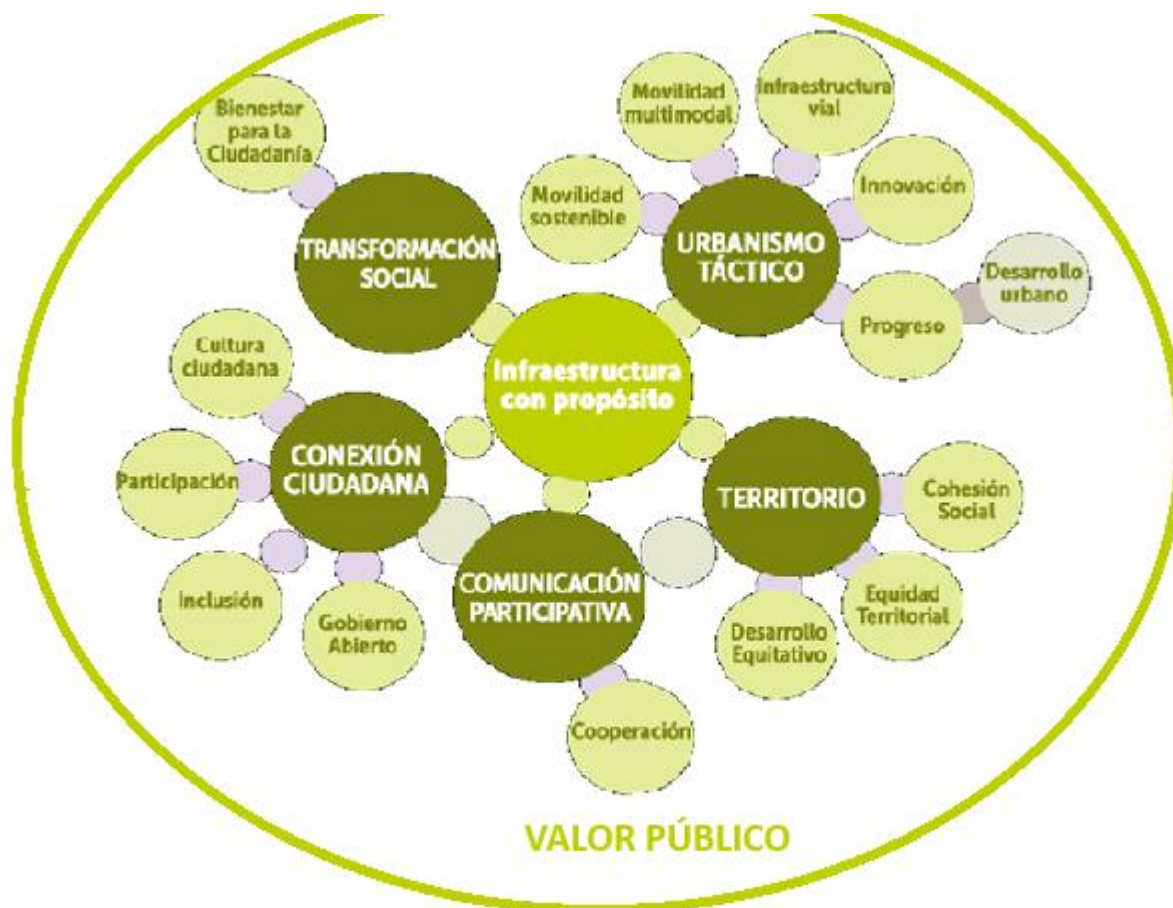 Bienestar
para la
Ciudadanía
TRANSFORMACIÓN
SOCIAL
Movilidad
multimodal
Infraestructura
vial
Movilidad
sostenible
Innovación
URBANISMO
TÁCTICO
Progreso
Desarrollo
urbano
Infraestructura
con propósito
Cultura
ciudadana
CONEXIÓN
CIUDADANA
Participación
Inclusión
Gobierno
Abierto
COMUNICACIÓN
PARTICIPATIVA
Cooperación
TERRITORIO
Cohesión
Social
Equidad
Territorial
Desarrollo
Equitativo
VALOR PÚBLICO